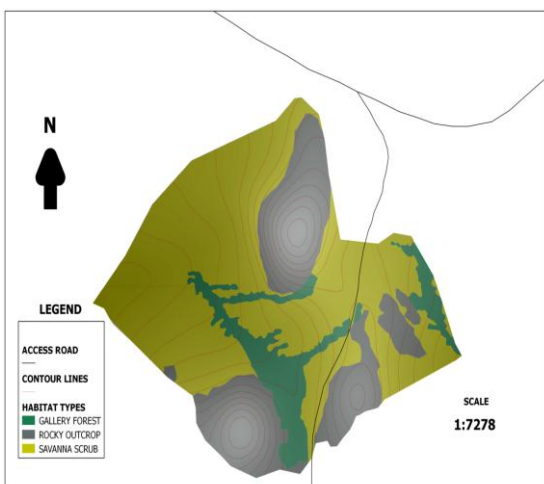 N
LEGEND
ACCESS ROAD
CONTOUR LINES
HABITAT TYPES
GALLERY FOREST
ROCKY OUTCROP
SAVANNA SCRUB
SCALE
1:7278